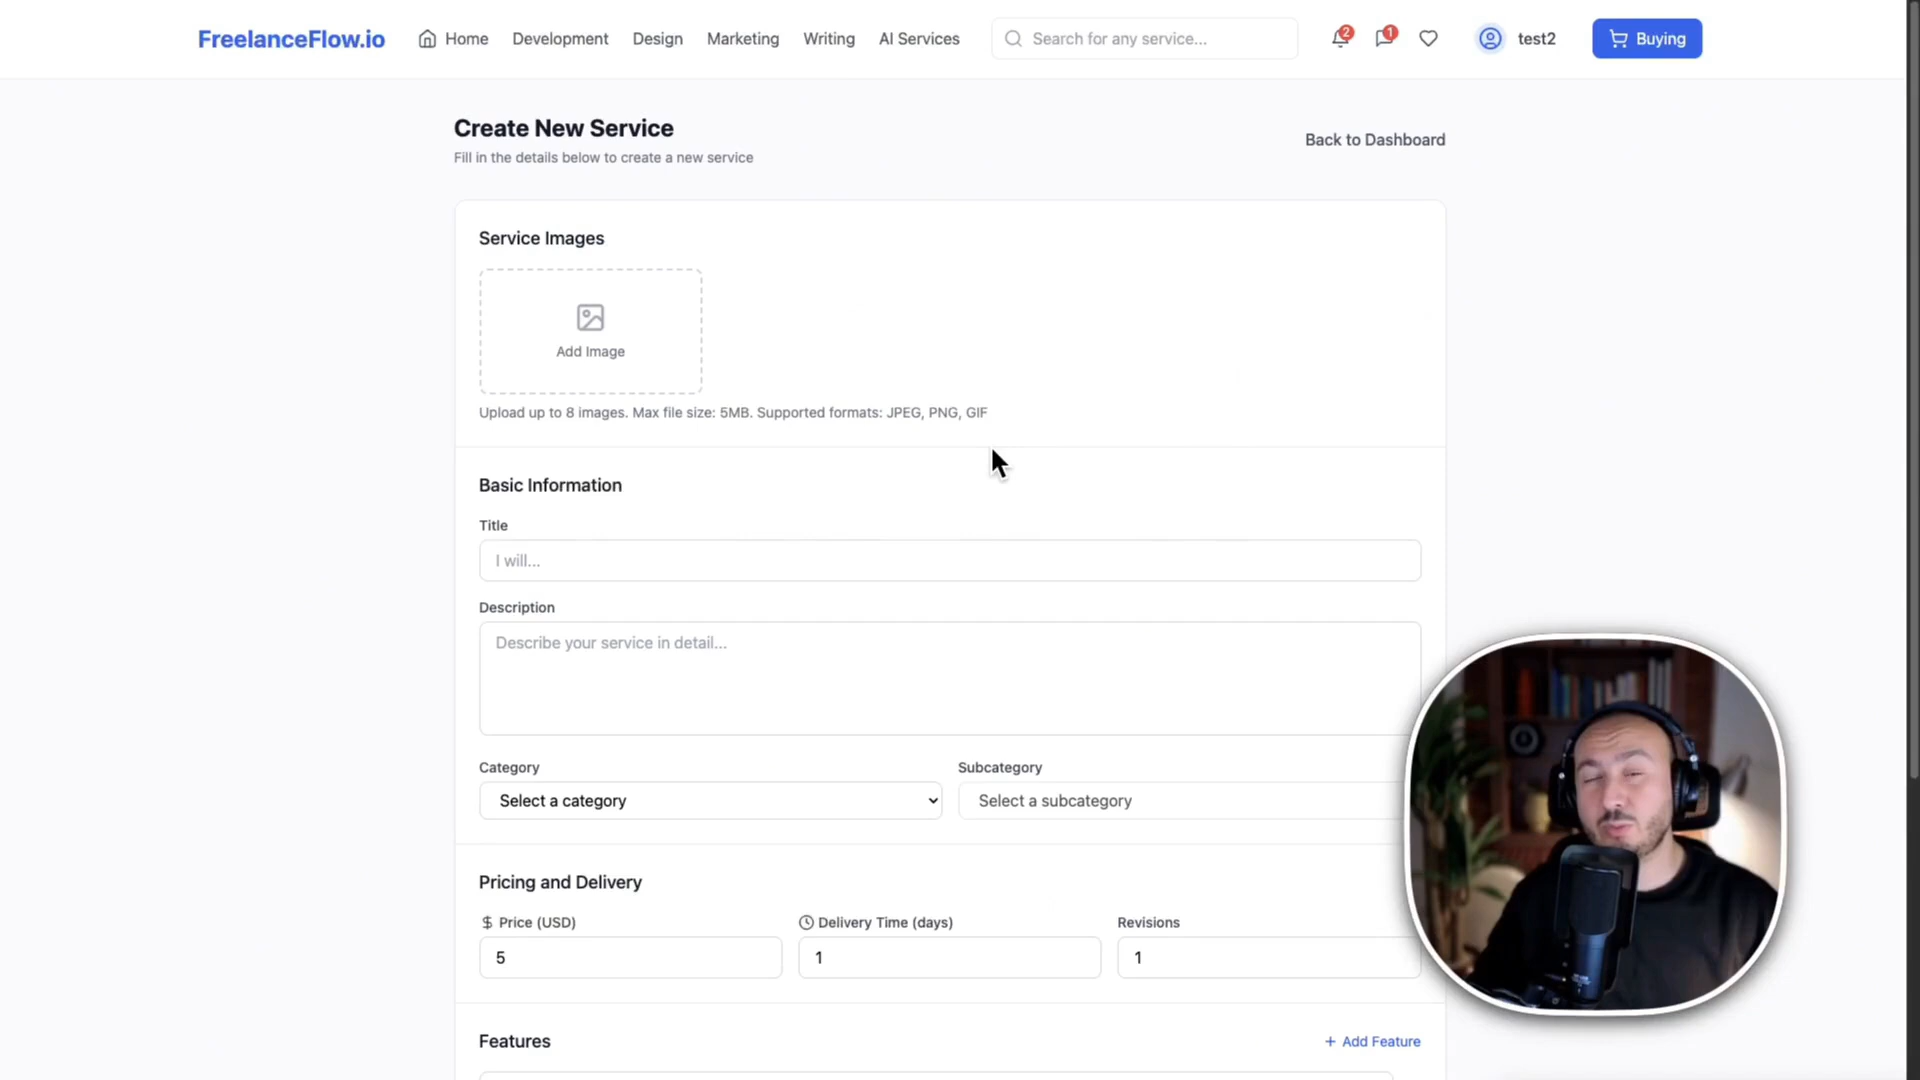 FreelanceFlow.io Home Development Design Marketing Writing AI Services Search for any service... 2 1 test2 Buying
Create New Service
Fill in the details below to create a new service
Back to Dashboard
Service Images
Add Image
Upload up to 8 images. Max file size: 5MB. Supported formats: JPEG, PNG, GIF
Basic Information
Title
I will...
Description
Describe your service in detail...
Category Subcategory
Select a category Select a subcategory
Pricing and Delivery
$ Price (USD) Delivery Time (days) Revisions
5 1 1
Features + Add Feature